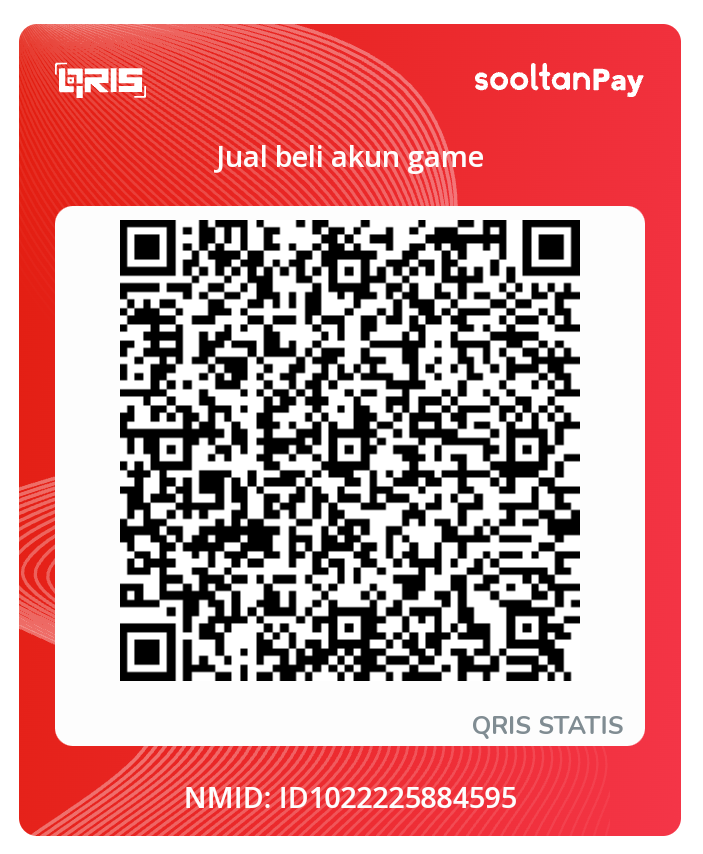 QRIS
sooltanPay
Jual beli akun game
QRIS STATIS
NMID: ID1022225884595